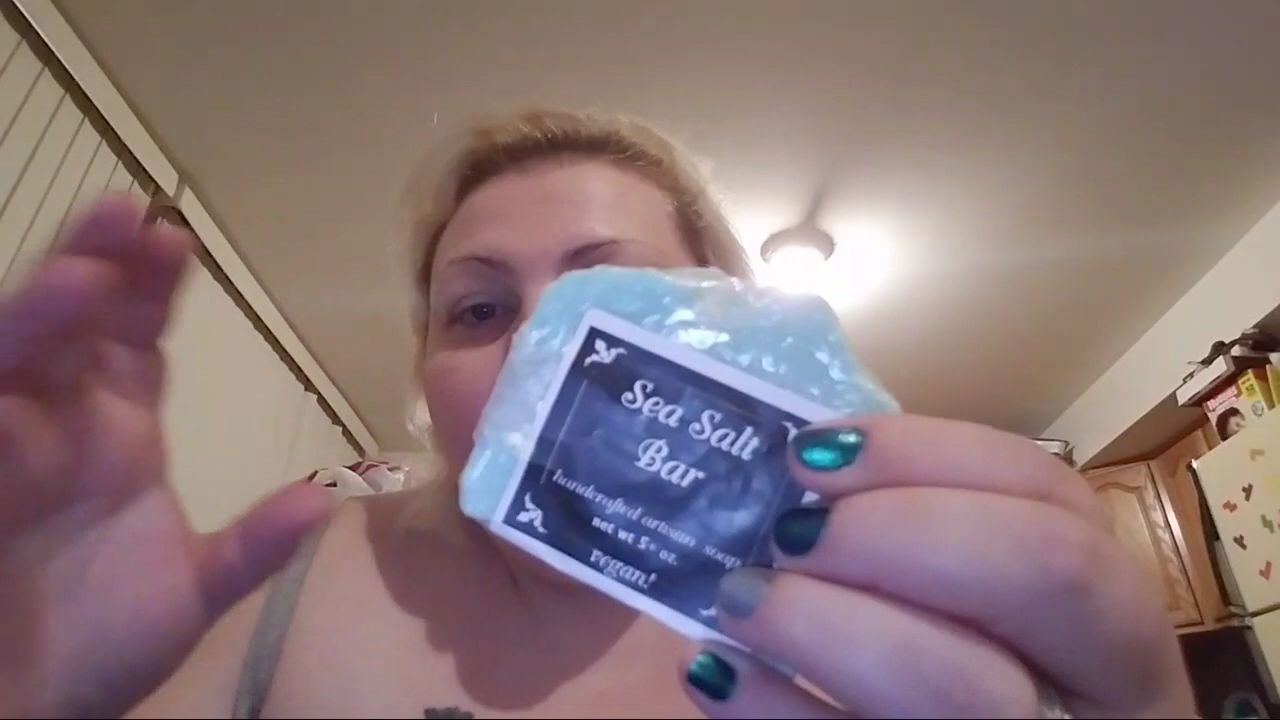 Sea Salt
Bar
handcrafted artisan soap
net wt 5+ oz.
vegan!